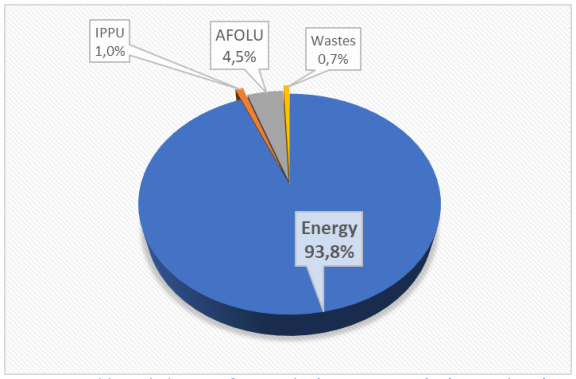 IPPU
1,0%
AFOLU
4,5%
Wastes
0,7%
Energy
93,8%